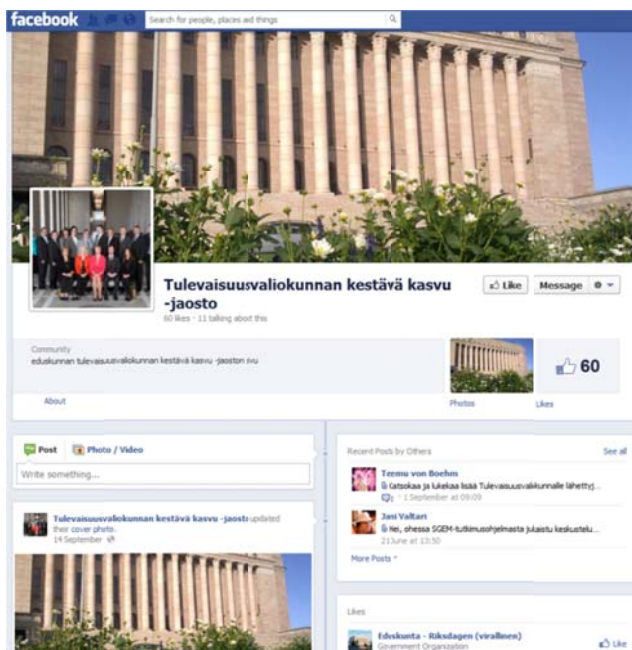 facebook
Search for people, places aid things
Tulevaisuusvaliokunnan kestävä kasvu
-jaosto
60 likes · 11 talking about this
Like
Message
Community
eduskunnan tulevaisuusvaliokunnan kestävä kasvu -jaoston sivu
60
About
Photos
Likes
Post
Photo / Video
Write something...
Tulevaisuusvaliokunnan kestävä kasvu -jaosto updated
their cover photo.
14 September
Recent Posts by Others
See all
Teemu von Boehm
Katsokaa ja lukekaa lisää Tulevaisuusvaliokunnalle lähettyj...
· 1 September at 09:09
Jani Valtari
Hei, ohessa SGEM-tutkimusohjelmasta julaistu keskustelu...
21 June at 13:50
More Posts
Likes
Eduskunta - Riksdagen (virallinen)
Government Organization
Like